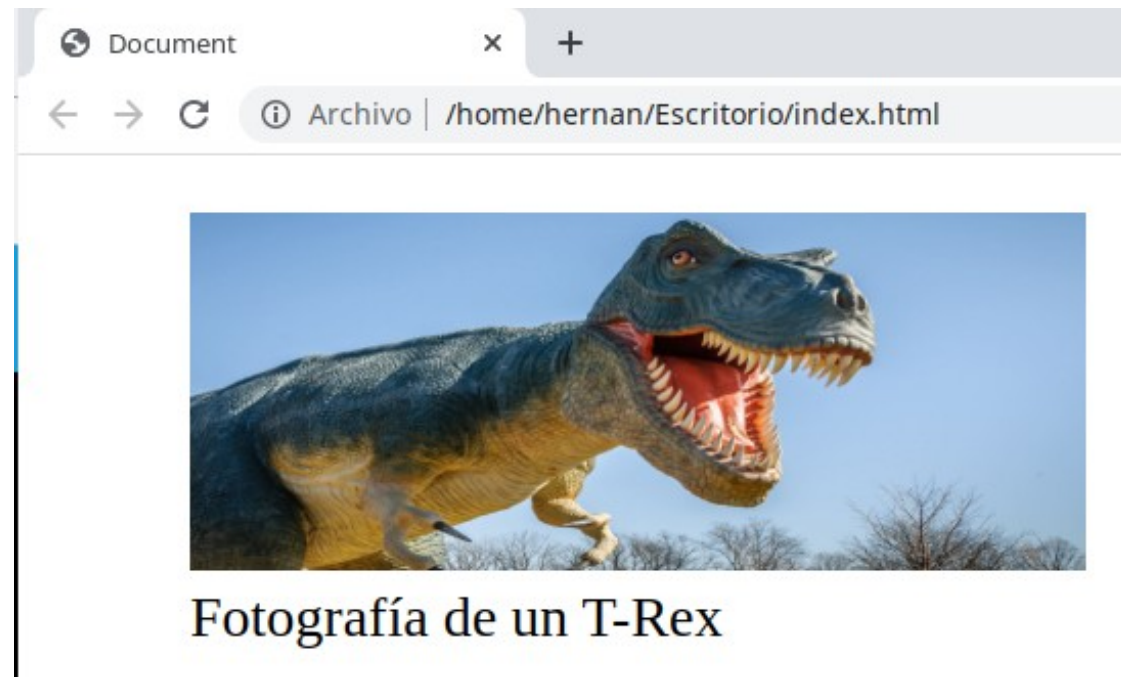 Document
Archivo /home/hernan/Escritorio/index.html
Fotografía de un T-Rex